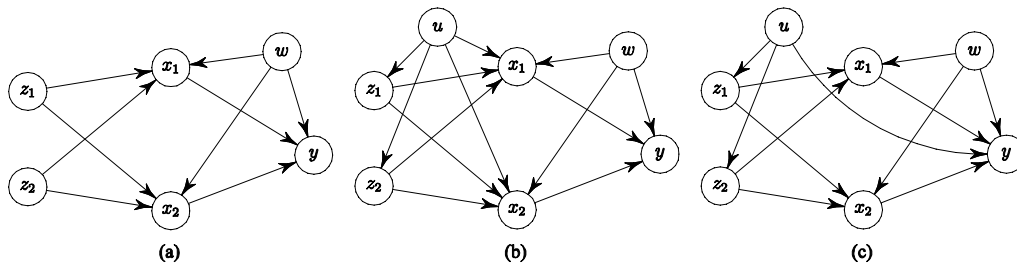 u u
x₁ w x₁ w x₁ w
z₁ z₁ z₁
y y y
z₂ z₂ z₂
x₂ x₂ x₂
(a) (b) (c)